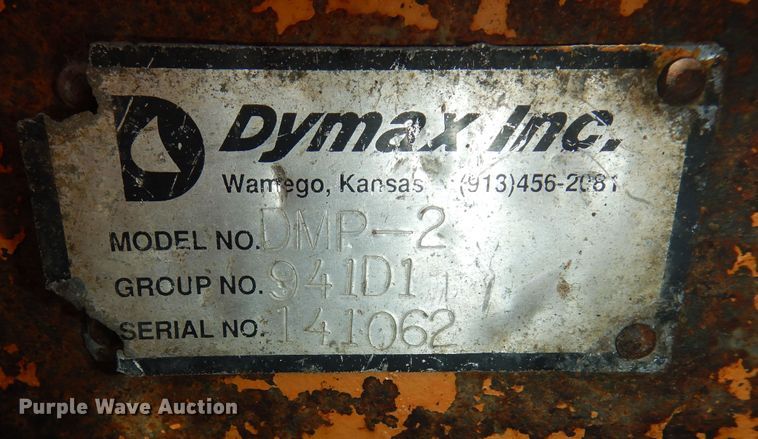 Dymax Inc.
Wamego, Kansas (913)456-2081
MODEL NO. DMP-2
GROUP NO. 941D1
SERIAL NO. 141062
Purple Wave Auction